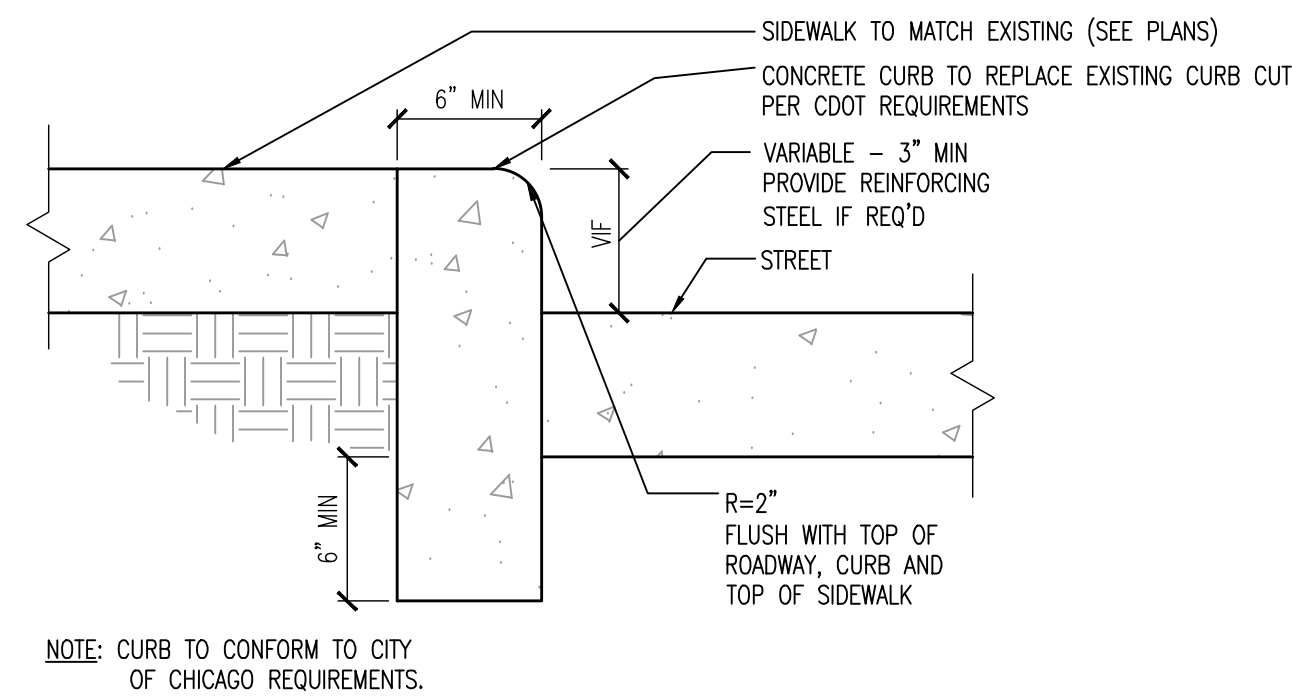 SIDEWALK TO MATCH EXISTING (SEE PLANS)
CONCRETE CURB TO REPLACE EXISTING CURB CUT
PER CDOT REQUIREMENTS
6" MIN
VARIABLE – 3" MIN
PROVIDE REINFORCING
STEEL IF REQ'D
VIF
STREET
6" MIN
R=2"
FLUSH WITH TOP OF
ROADWAY, CURB AND
TOP OF SIDEWALK
NOTE: CURB TO CONFORM TO CITY
OF CHICAGO REQUIREMENTS.